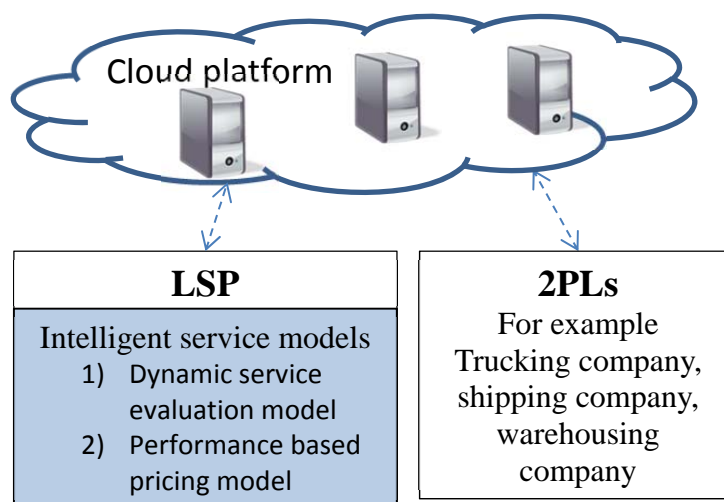 Cloud platform
LSP
Intelligent service models
1) Dynamic service
evaluation model
2) Performance based
pricing model
2PLs
For example
Trucking company,
shipping company,
warehousing
company